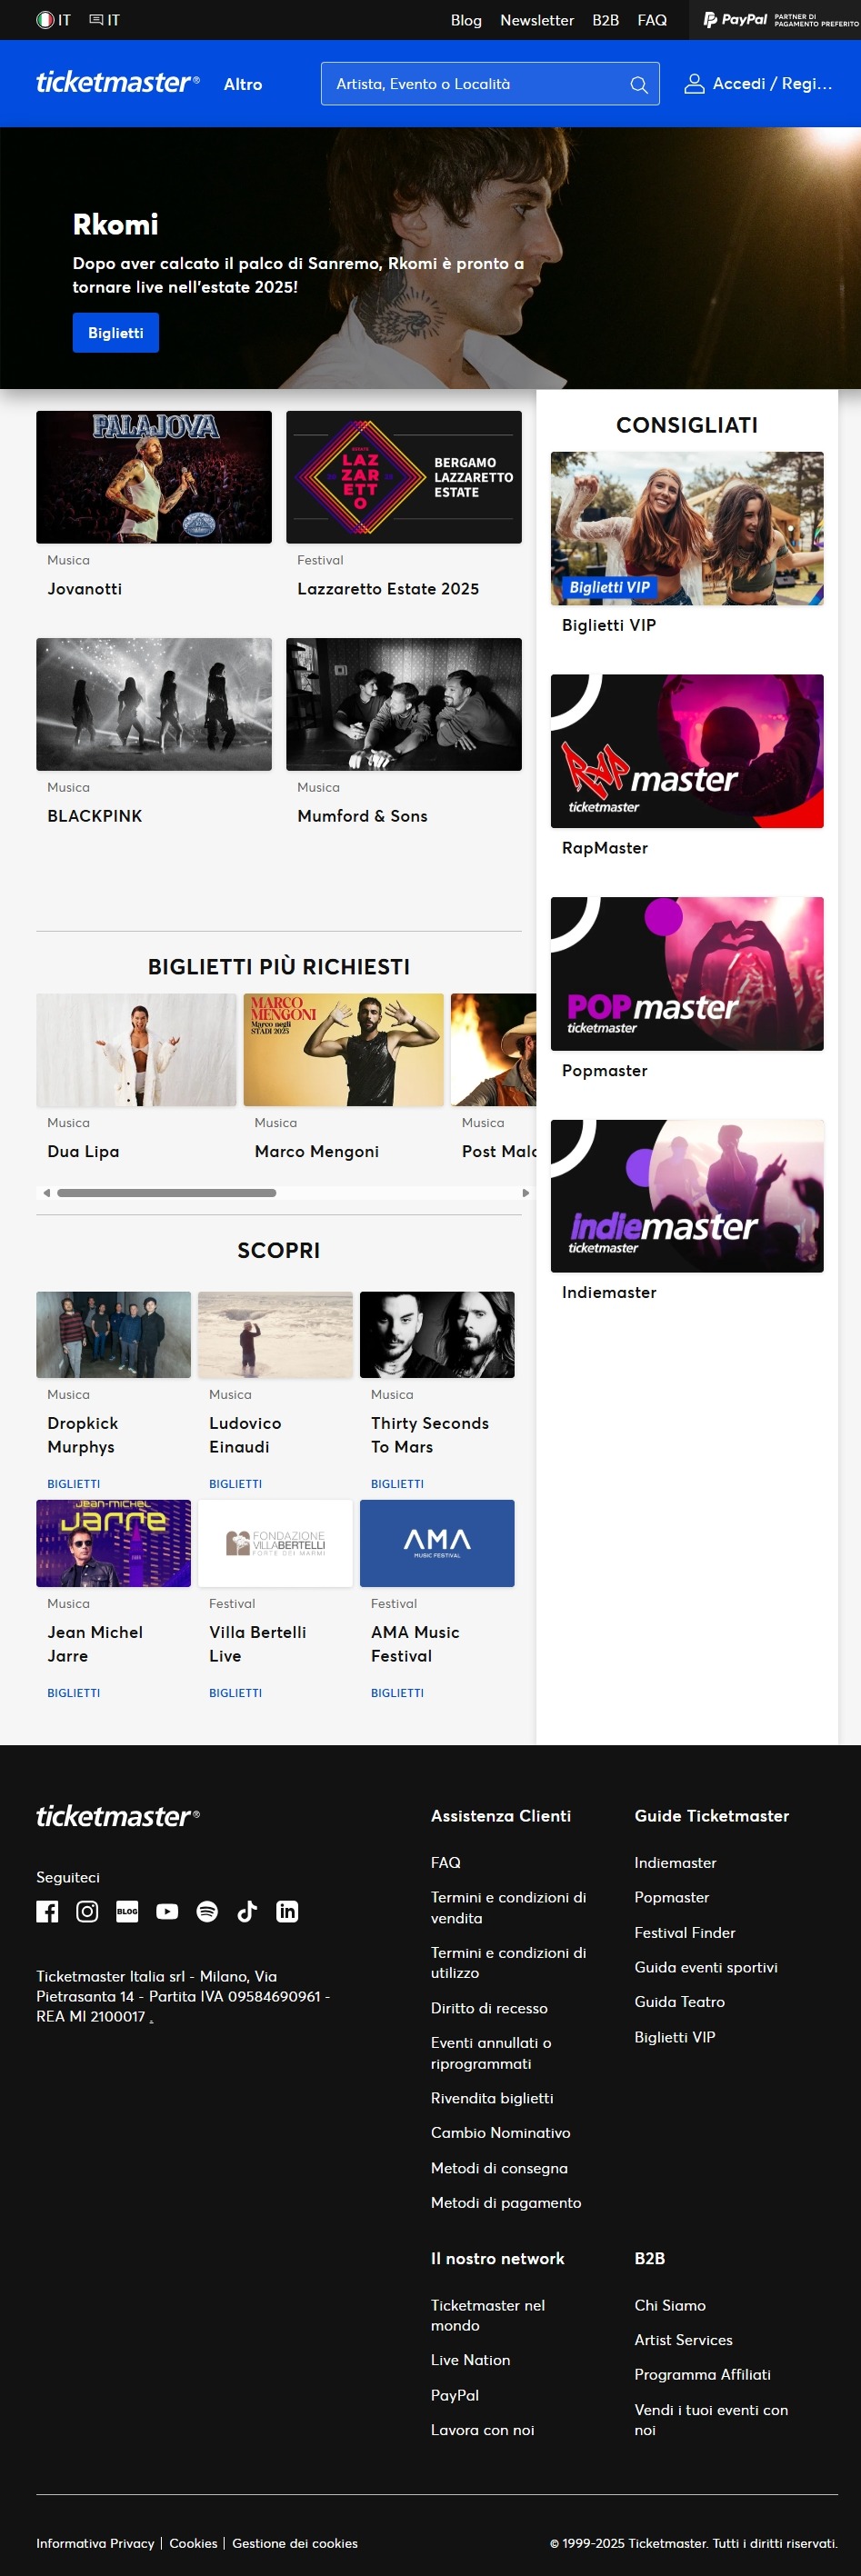 IT IT Blog Newsletter B2B FAQ PayPal PARTNER DI
PAGAMENTO PREFERITO
ticketmaster® Altro Artista, Evento o Località Accedi / Regi...
Rkomi
Dopo aver calcato il palco di Sanremo, Rkomi è pronto a
tornare live nell'estate 2025!
Biglietti
PALAJOVA
Musica
Jovanotti
LAZ
ZAR
ETT
O
BERGAMO
LAZZARETTO
ESTATE
Festival
Lazzaretto Estate 2025
Musica
BLACKPINK
Musica
Mumford & Sons
BIGLIETTI PIÙ RICHIESTI
Musica
Dua Lipa
MARCO
MENGONI
Marco negli
STADI 2025
Musica
Marco Mengoni
Musica
Post Malo
SCOPRI
Musica
Dropkick
Murphys
BIGLIETTI
Musica
Ludovico
Einaudi
BIGLIETTI
Musica
Thirty Seconds
To Mars
BIGLIETTI
JEAN-MICHEL
JARRE
Musica
Jean Michel
Jarre
BIGLIETTI
FONDAZIONE
VILLABERTELLI
FORTE DEI MARMI
Festival
Villa Bertelli
Live
BIGLIETTI
AMA
MUSIC FESTIVAL
Festival
AMA Music
Festival
BIGLIETTI
CONSIGLIATI
Biglietti VIP
Biglietti VIP
RAPmaster
ticketmaster
RapMaster
POPmaster
ticketmaster
Popmaster
indiemaster
ticketmaster
Indiemaster
ticketmaster®
Seguiteci
BLOG
in
Ticketmaster Italia srl - Milano, Via
Pietrasanta 14 - Partita IVA 09584690961 -
REA MI 2100017 .
Assistenza Clienti
FAQ
Termini e condizioni di
vendita
Termini e condizioni di
utilizzo
Diritto di recesso
Eventi annullati o
riprogrammati
Rivendita biglietti
Cambio Nominativo
Metodi di consegna
Metodi di pagamento
Guide Ticketmaster
Indiemaster
Popmaster
Festival Finder
Guida eventi sportivi
Guida Teatro
Biglietti VIP
Il nostro network
Ticketmaster nel
mondo
Live Nation
PayPal
Lavora con noi
B2B
Chi Siamo
Artist Services
Programma Affiliati
Vendi i tuoi eventi con
noi
Informativa Privacy | Cookies | Gestione dei cookies
© 1999-2025 Ticketmaster. Tutti i diritti riservati.